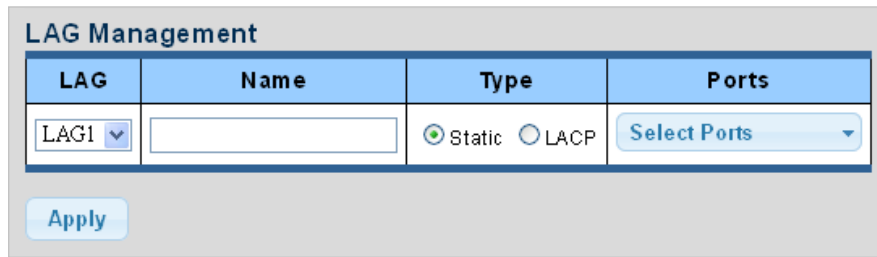 LAG Management
LAG Name Type Ports
LAG1 Static LACP Select Ports
Apply